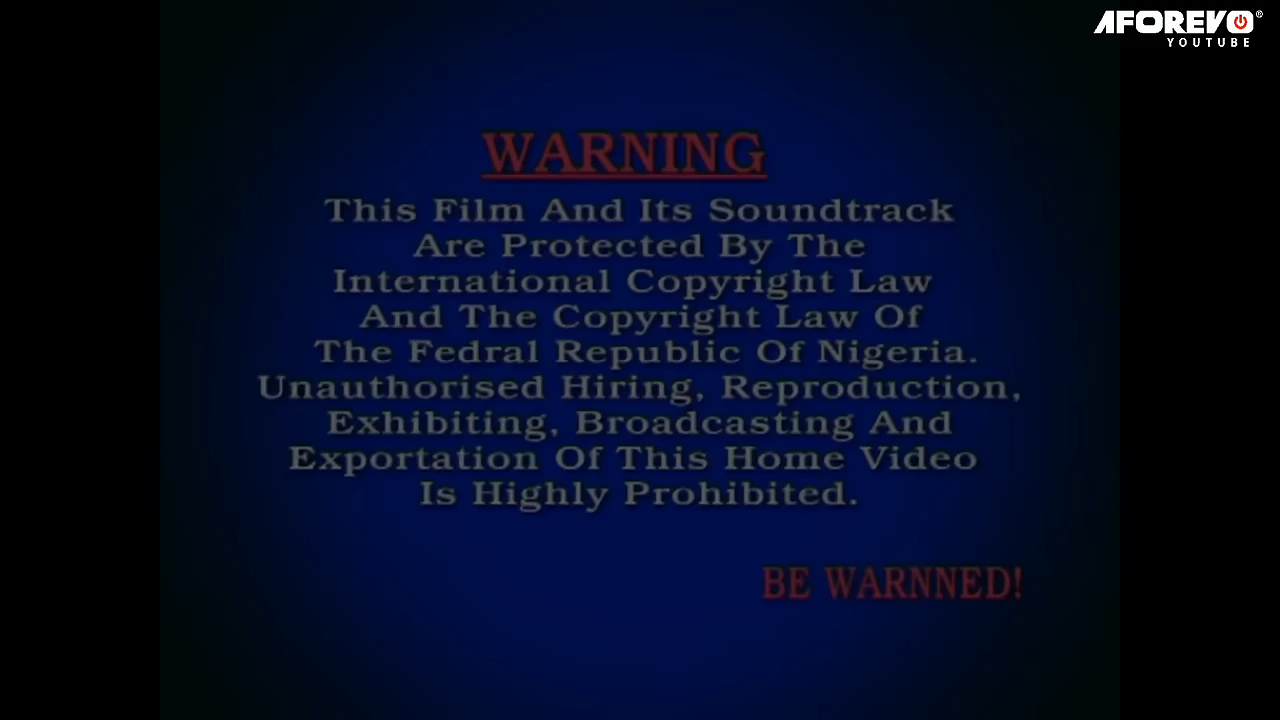 AFOREVO
YOUTUBE
WARNING
This Film And Its Soundtrack
Are Protected By The
International Copyright Law
And The Copyright Law Of
The Fedral Republic Of Nigeria.
Unauthorised Hiring, Reproduction,
Exhibiting, Broadcasting And
Exportation Of This Home Video
Is Highly Prohibited.
BE WARNNED!